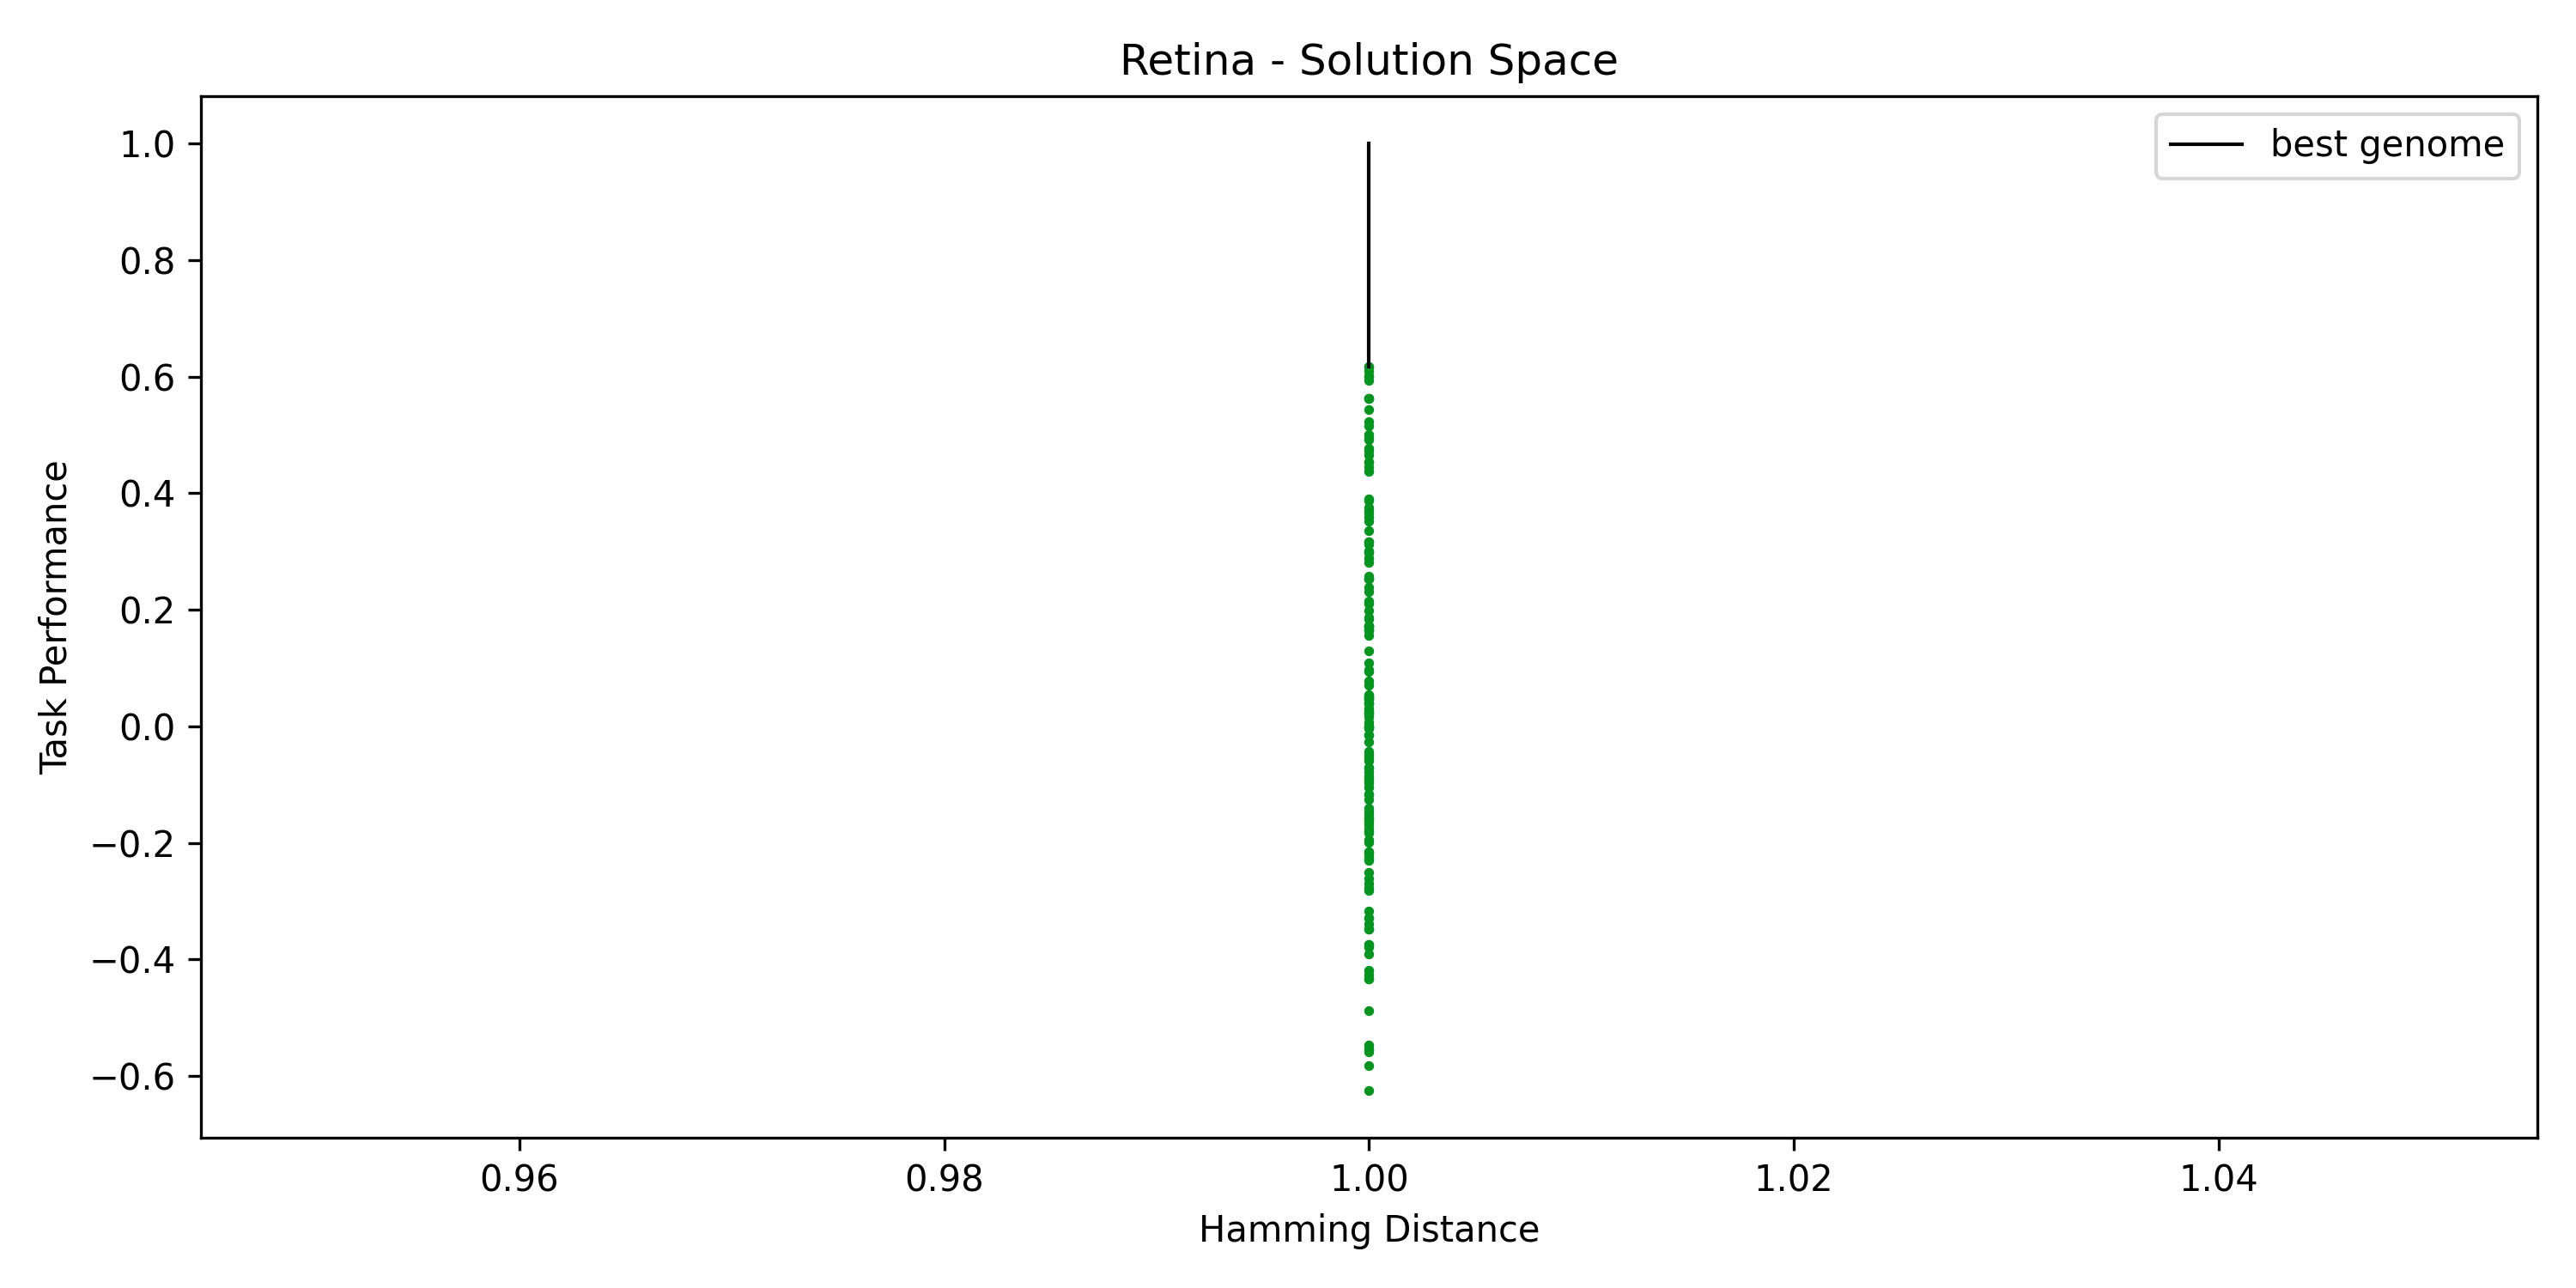 Retina - Solution Space
best genome
1.0
0.8
0.6
0.4
0.2
0.0
−0.2
−0.4
−0.6
Task Performance
0.96 0.98 1.00 1.02 1.04
Hamming Distance